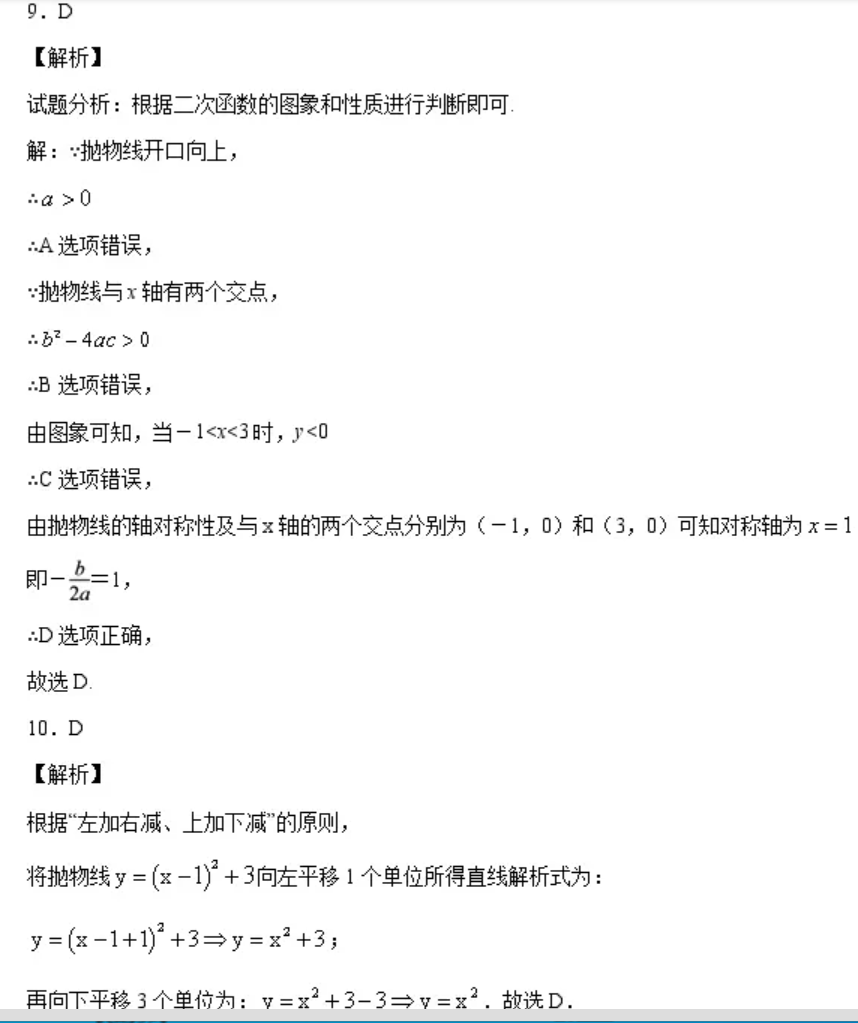 9．D
【解析】
试题分析：根据二次函数的图象和性质进行判断即可.
解：∵抛物线开口向上，
∴a >0
∴A 选项错误，
∵抛物线与 x 轴有两个交点，
∴b²－4ac > 0
∴B 选项错误，
由图象可知，当－1<x<3时，y<0
∴C 选项错误，
由抛物线的轴对称性及与 x 轴的两个交点分别为（－1，0）和（3，0）可知对称轴为 x = 1
即－b/2a＝1，
∴D 选项正确，
故选 D.
10．D
【解析】
根据“左加右减、上加下减”的原则，
将抛物线 y = (x －1)² + 3向左平移 1 个单位所得直线解析式为：
y = (x －1+1)² +3⇒y = x² +3；
再向下平移 3 个单位为：y = x² +3－3⇒y = x²．故选 D．